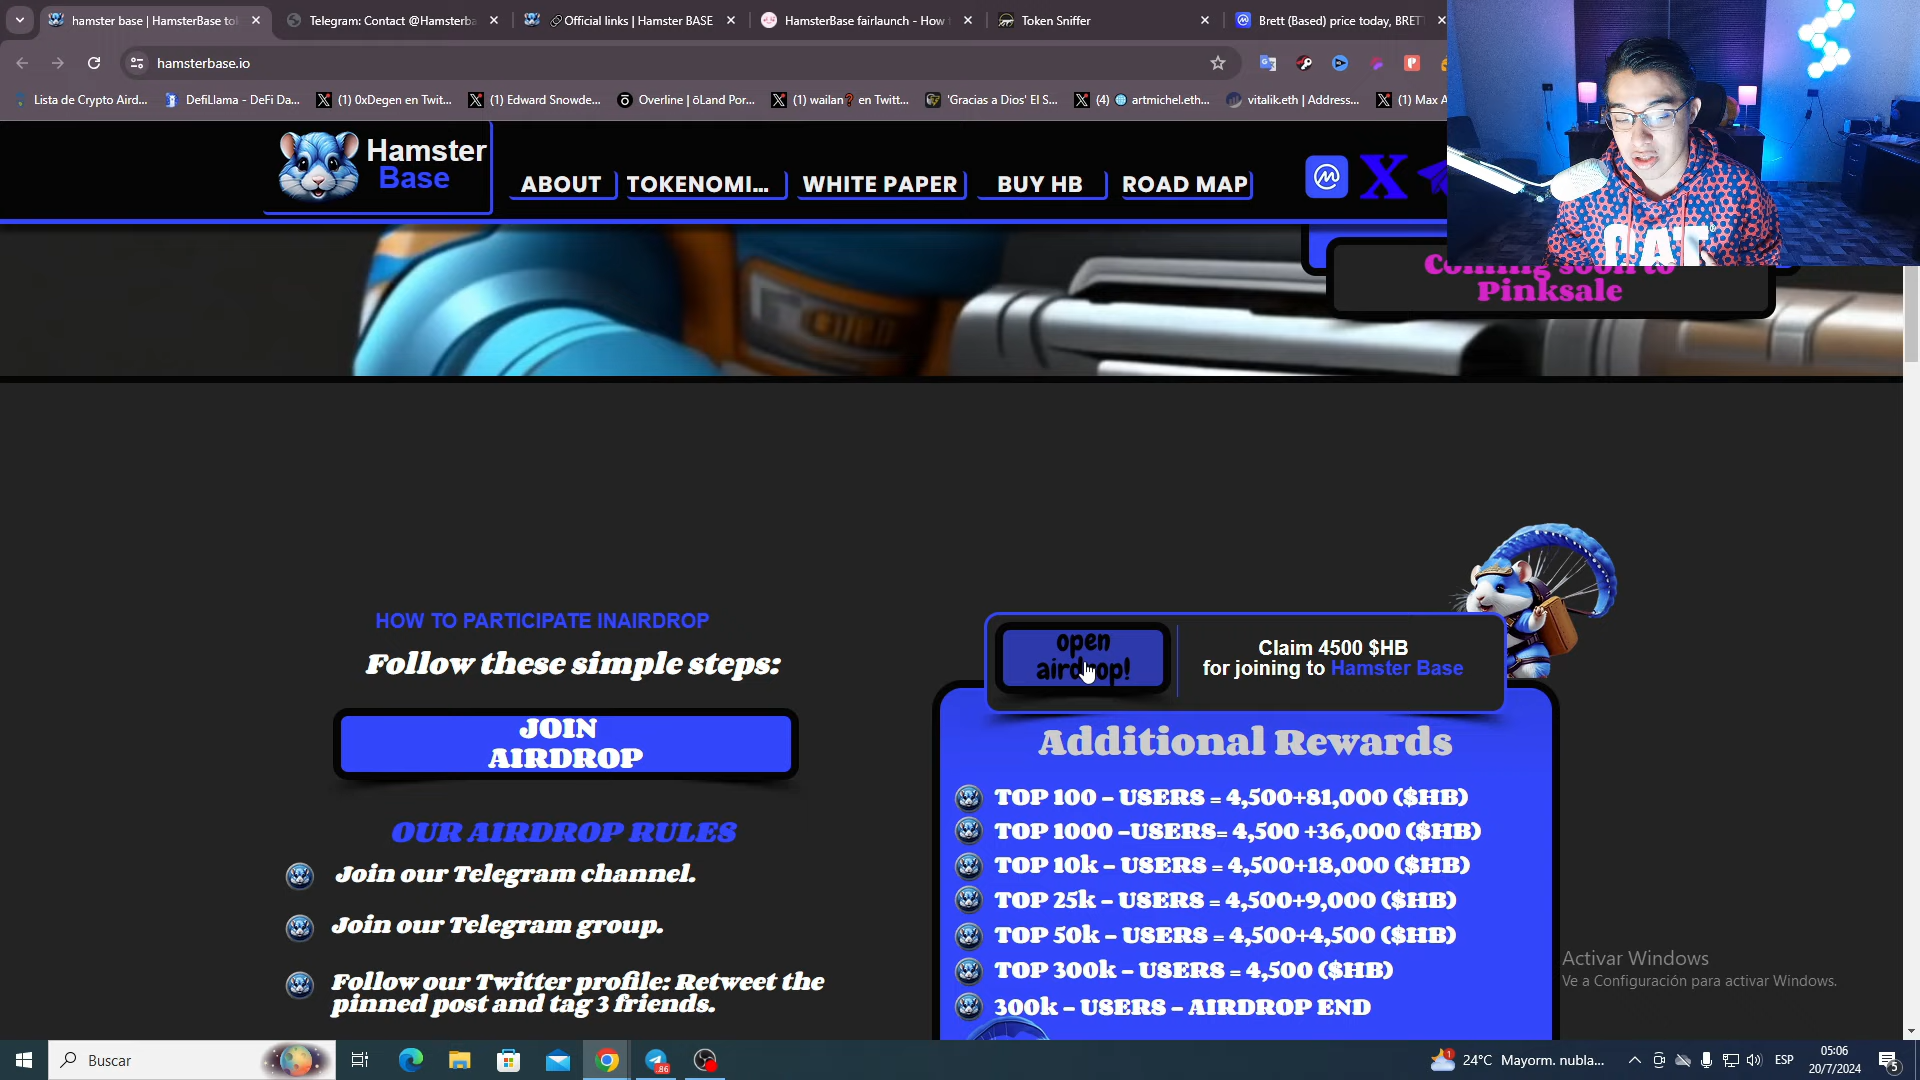 hamster base | HamsterBase tol
Telegram: Contact @Hamsterba
Official links | Hamster BASE
HamsterBase fairlaunch - How
Token Sniffer
Brett (Based) price today, BRETT
hamsterbase.io
Lista de Crypto Aird...
DefiLlama - DeFi Da...
(1) 0xDegen en Twit...
(1) Edward Snowde...
Overline | ōLand Por...
(1) wailan❓ en Twitt...
'Gracias a Dios' El S...
(4) 🌐 artmichel.eth...
vitalik.eth | Address...
(1) Max A
Hamster
Base
ABOUT
TOKENOMI...
WHITE PAPER
BUY HB
ROAD MAP
X
CAT
Coming soon to
Pinksale
HOW TO PARTICIPATE INAIRDROP
Follow these simple steps:
JOIN
AIRDROP
OUR AIRDROP RULES
Join our Telegram channel.
Join our Telegram group.
Follow our Twitter profile: Retweet the
pinned post and tag 3 friends.
open
airdrop!
Claim 4500 $HB
for joining to Hamster Base
Additional Rewards
TOP 100 - USERS = 4,500+81,000 ($HB)
TOP 1000 -USERS= 4,500 +36,000 ($HB)
TOP 10k - USERS = 4,500+18,000 ($HB)
TOP 25k - USERS = 4,500+9,000 ($HB)
TOP 50k - USERS = 4,500+4,500 ($HB)
TOP 300k - USERS = 4,500 ($HB)
300k - USERS - AIRDROP END
Activar Windows
Ve a Configuración para activar Windows.
Buscar
86
24°C Mayorm. nubla...
ESP
05:06
20/7/2024
5